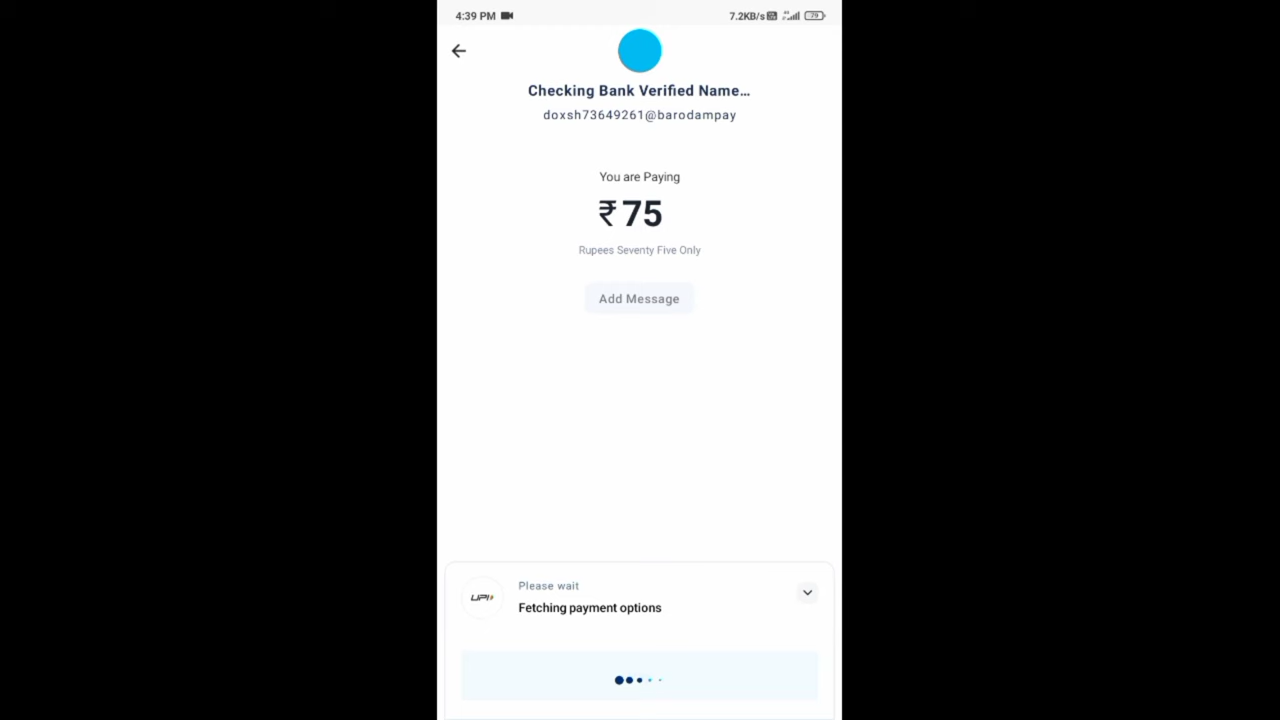 4:39 PM 7.2KB/s 79
Checking Bank Verified Name...
doxsh73649261@barodampay
You are Paying
₹75
Rupees Seventy Five Only
Add Message
Please wait
UPI
Fetching payment options